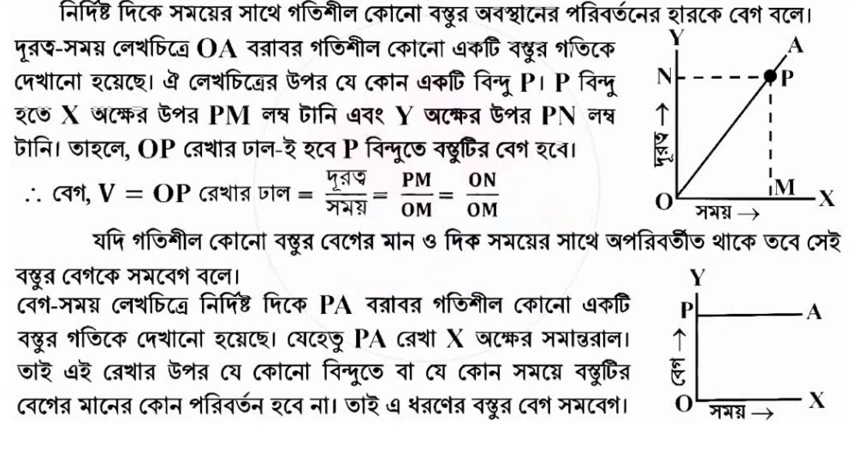 নির্দিষ্ট দিকে সময়ের সাথে গতিশীল কোনো বস্তুর অবস্থানের পরিবর্তনের হারকে বেগ বলে।
দূরত্ব-সময় লেখচিত্রে OA বরাবর গতিশীল কোনো একটি বস্তুর গতিকে
দেখানো হয়েছে। ঐ লেখচিত্রের উপর যে কোন একটি বিন্দু P। P বিন্দু
হতে X অক্ষের উপর PM লম্ব টানি এবং Y অক্ষের উপর PN লম্ব
টানি। তাহলে, OP রেখার ঢাল-ই হবে P বিন্দুতে বস্তুটির বেগ হবে।
∴ বেগ, V = OP রেখার ঢাল = দূরত্ব/সময় = PM/OM = ON/OM
Y
A
N
P
দূরত্ব →
O
M
X
সময় →
যদি গতিশীল কোনো বস্তুর বেগের মান ও দিক সময়ের সাথে অপরিবর্তীত থাকে তবে সেই
বস্তুর বেগকে সমবেগ বলে।
বেগ-সময় লেখচিত্রে নির্দিষ্ট দিকে PA বরাবর গতিশীল কোনো একটি
বস্তুর গতিকে দেখানো হয়েছে। যেহেতু PA রেখা X অক্ষের সমান্তরাল।
তাই এই রেখার উপর যে কোনো বিন্দুতে বা যে কোন সময়ে বস্তুটির
বেগের মানের কোন পরিবর্তন হবে না। তাই এ ধরণের বস্তুর বেগ সমবেগ।
Y
P
A
বেগ →
O
সময় →
X